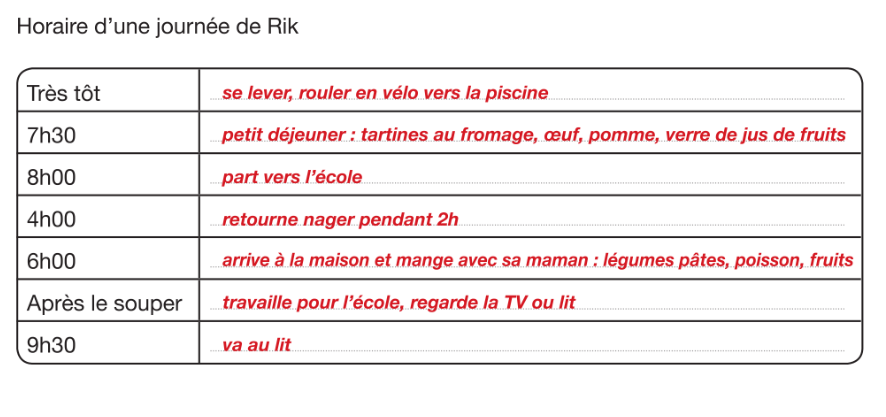 Horaire d’une journée de Rik
Très tôt se lever, rouler en vélo vers la piscine
7h30 petit déjeuner : tartines au fromage, œuf, pomme, verre de jus de fruits
8h00 part vers l’école
4h00 retourne nager pendant 2h
6h00 arrive à la maison et mange avec sa maman : légumes pâtes, poisson, fruits
Après le souper travaille pour l’école, regarde la TV ou lit
9h30 va au lit